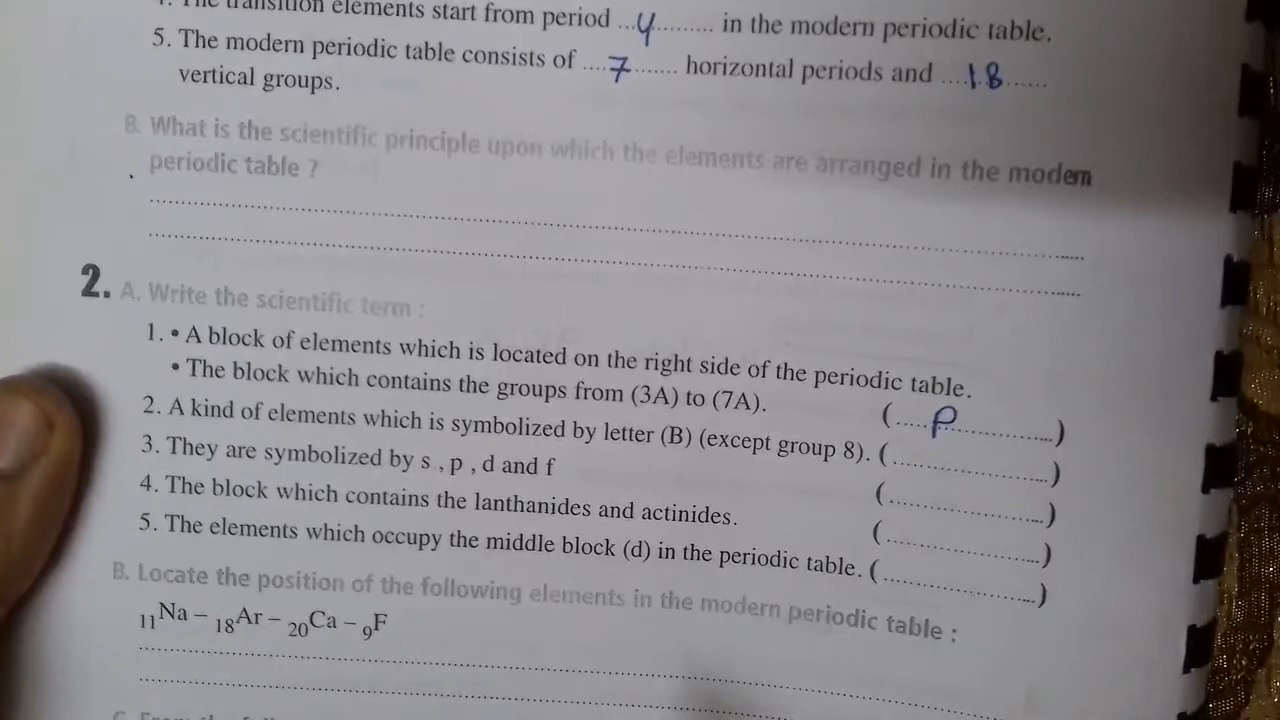 4. The transition elements start from period ...y.......... in the modern periodic table.
5. The modern periodic table consists of ....7....... horizontal periods and ....18......
vertical groups.
B. What is the scientific principle upon which the elements are arranged in the modern
periodic table ?
2. A. Write the scientific term :
1. • A block of elements which is located on the right side of the periodic table.
• The block which contains the groups from (3A) to (7A). (.....P..................)
2. A kind of elements which is symbolized by letter (B) (except group 8). (..........................)
3. They are symbolized by s , p , d and f (..........................)
4. The block which contains the lanthanides and actinides. (..........................)
5. The elements which occupy the middle block (d) in the periodic table. (..........................)
B. Locate the position of the following elements in the modern periodic table :
₁₁Na – ₁₈Ar – ₂₀Ca – ₉F